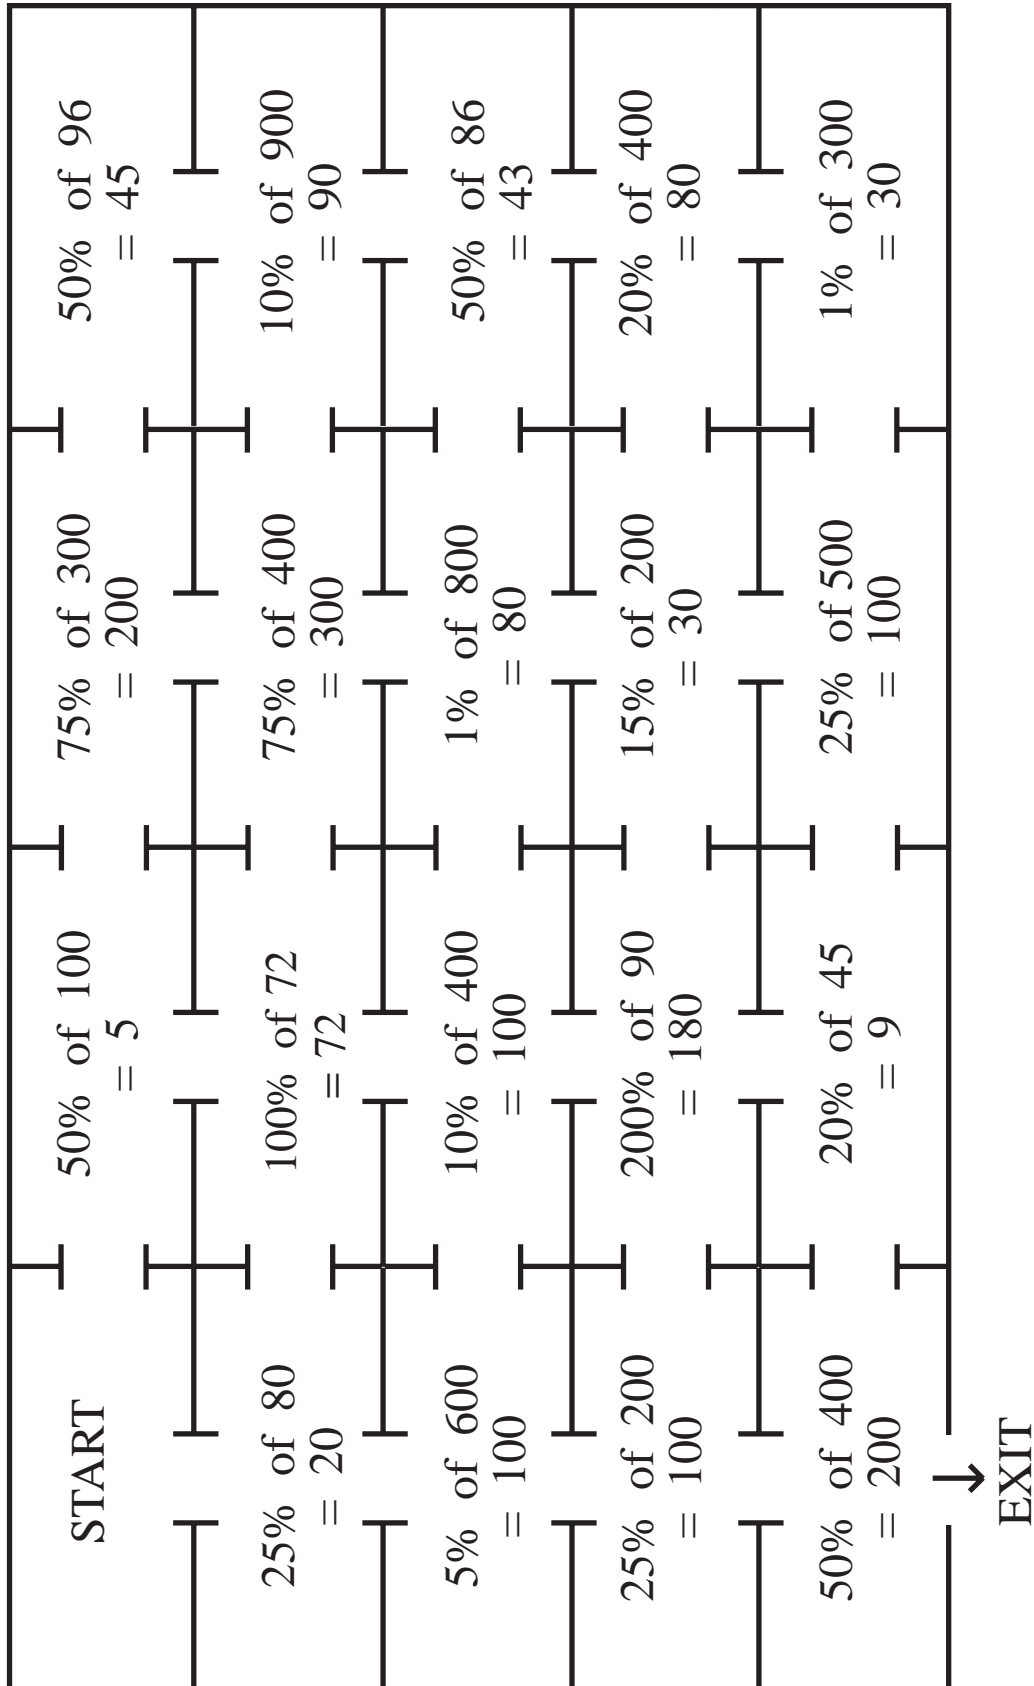 START
50% of 100
= 5
75% of 300
= 200
50% of 96
= 45
25% of 80
= 20
100% of 72
= 72
75% of 400
= 300
10% of 900
= 90
5% of 600
= 100
10% of 400
= 100
1% of 800
= 80
50% of 86
= 43
25% of 200
= 100
200% of 90
= 180
15% of 200
= 30
20% of 400
= 80
50% of 400
= 200
20% of 45
= 9
25% of 500
= 100
1% of 300
= 30
EXIT